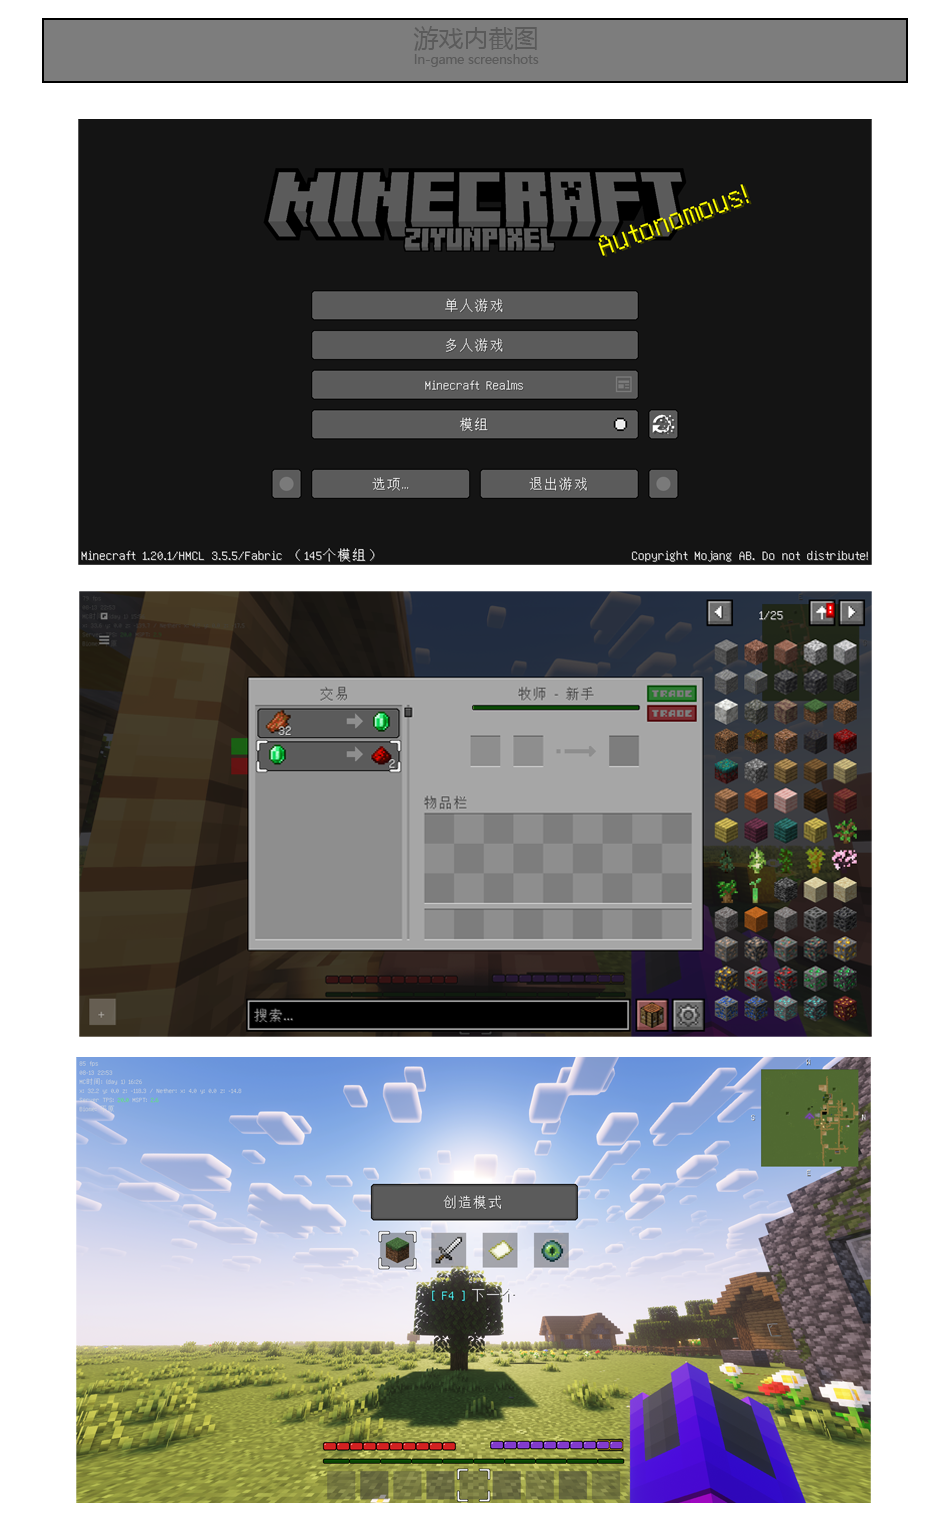 游戏内截图
In-game screenshots
MINECRAFT
ZIYUNPIXEL
Autonomous!
单人游戏
多人游戏
Minecraft Realms
模组
选项...
退出游戏
Minecraft 1.20.1/HMCL 3.5.5/Fabric （145个模组）
Copyright Mojang AB. Do not distribute!
1/25
交易
牧师 - 新手
TRADE
TRADE
32
2
物品栏
搜索...
创造模式
[ F4 ] 下一个